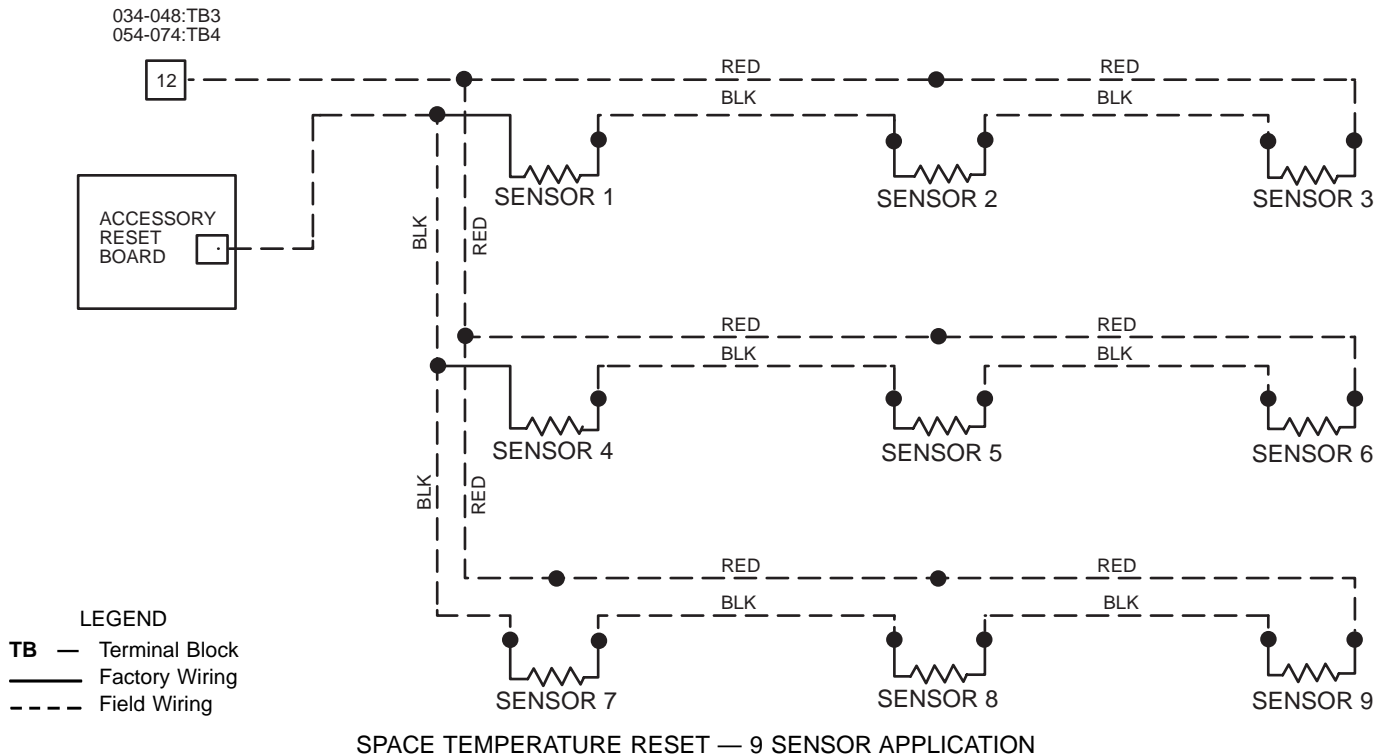 034-048:TB3
054-074:TB4
12
RED
RED
BLK
BLK
SENSOR 1
SENSOR 2
SENSOR 3
ACCESSORY
RESET
BOARD
BLK
RED
RED
RED
BLK
BLK
SENSOR 4
SENSOR 5
SENSOR 6
BLK
RED
RED
RED
BLK
BLK
SENSOR 7
SENSOR 8
SENSOR 9
LEGEND
TB — Terminal Block
Factory Wiring
Field Wiring
SPACE TEMPERATURE RESET — 9 SENSOR APPLICATION